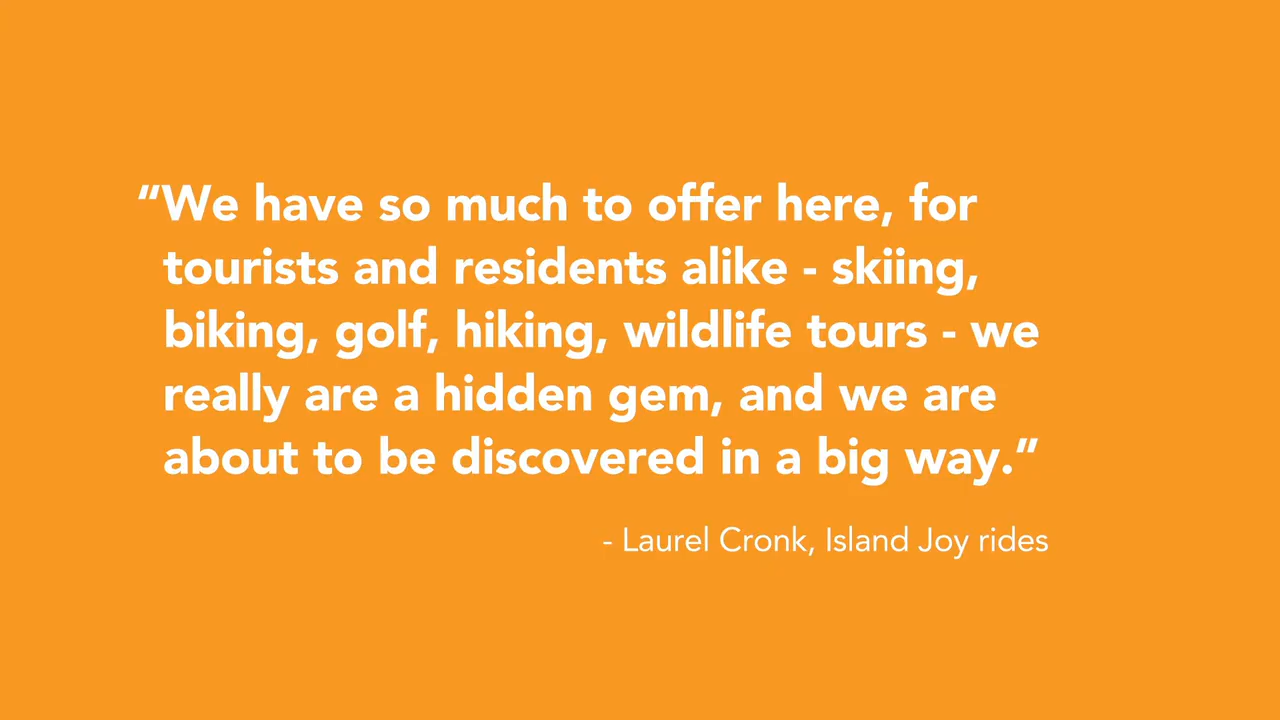 “We have so much to offer here, for
tourists and residents alike - skiing,
biking, golf, hiking, wildlife tours - we
really are a hidden gem, and we are
about to be discovered in a big way.”
- Laurel Cronk, Island Joy rides